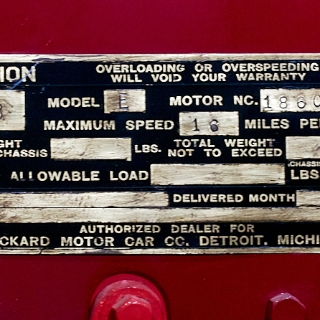 OVERLOADING OR OVERSPEEDING
WILL VOID YOUR WARRANTY
MODEL E MOTOR NO. 1860
MAXIMUM SPEED 16 MILES PE
GHT
CHASSIS LBS. TOTAL WEIGHT
NOT TO EXCEED CHASSIS
ALLOWABLE LOAD LBS
DELIVERED MONTH
AUTHORIZED DEALER FOR
CKARD MOTOR CAR CO. DETROIT. MICHI